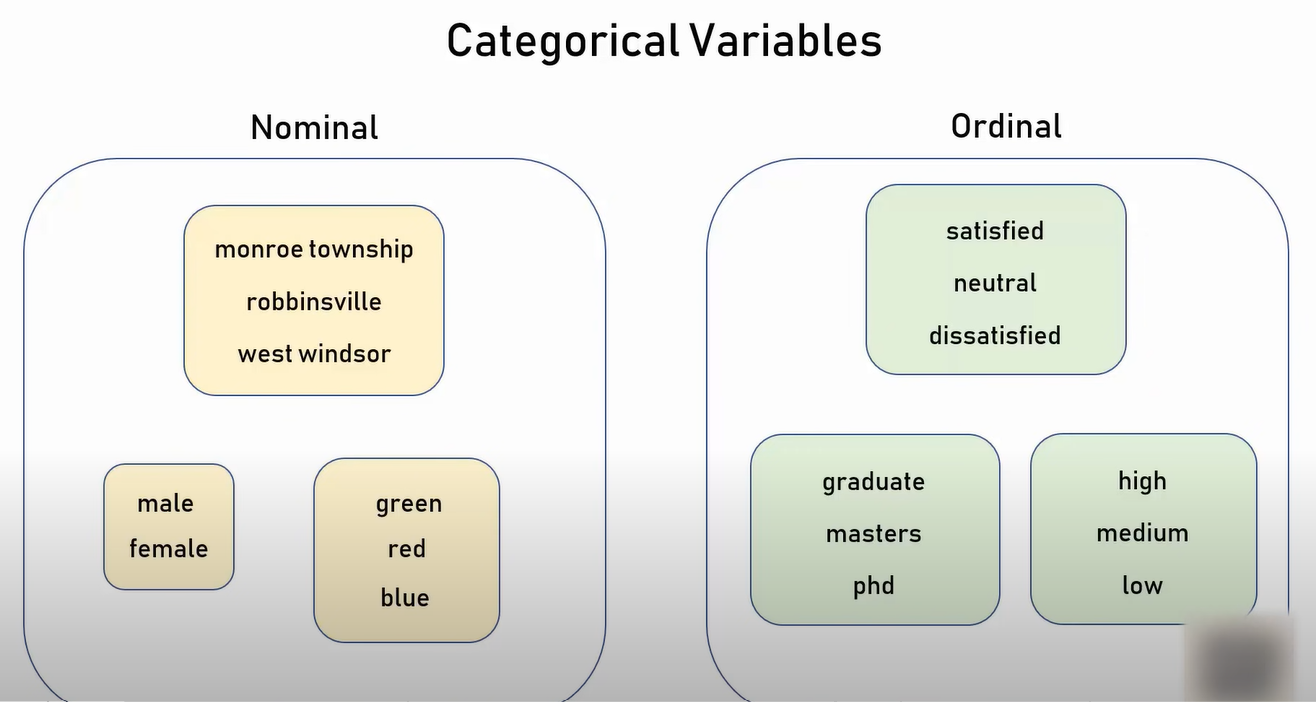 Categorical Variables
Nominal
monroe township
robbinsville
west windsor
male
female
green
red
blue
Ordinal
satisfied
neutral
dissatisfied
graduate
masters
phd
high
medium
low